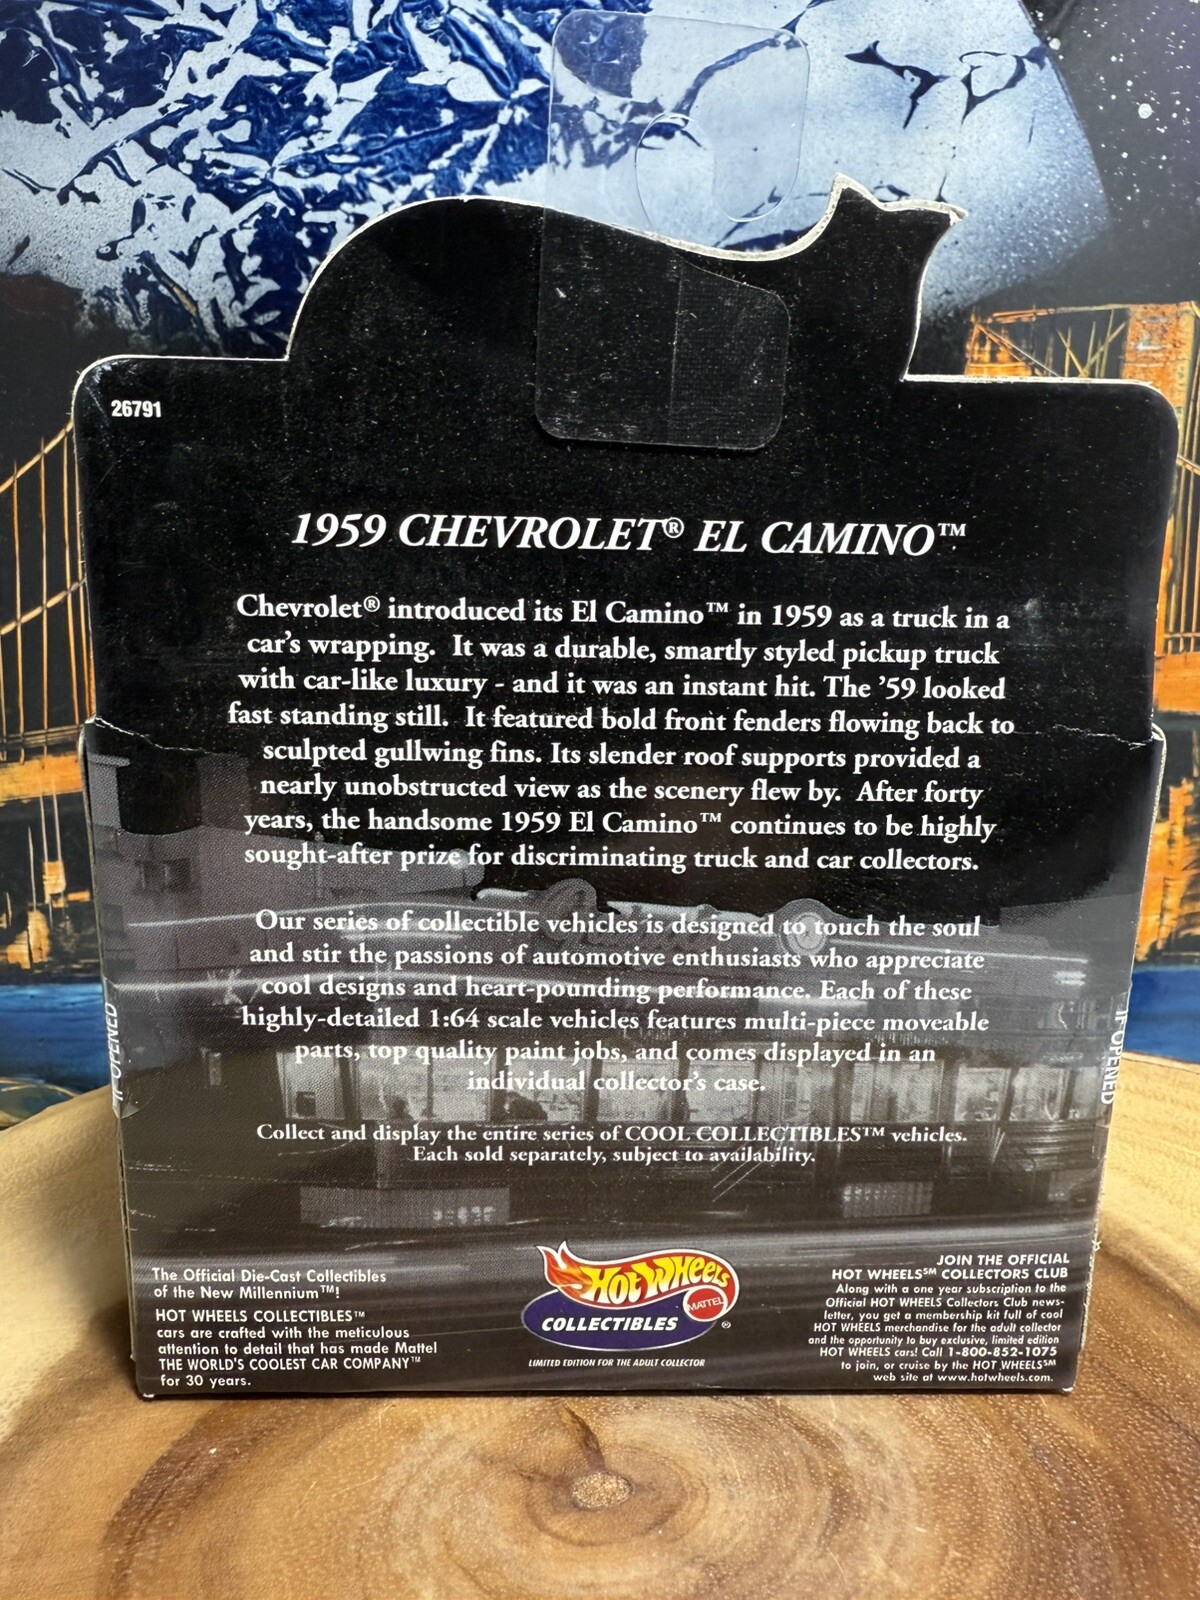 26791
1959 CHEVROLET® EL CAMINO™
Chevrolet® introduced its El Camino™ in 1959 as a truck in a
car's wrapping. It was a durable, smartly styled pickup truck
with car-like luxury - and it was an instant hit. The '59 looked
fast standing still. It featured bold front fenders flowing back to
sculpted gullwing fins. Its slender roof supports provided a
nearly unobstructed view as the scenery flew by. After forty
years, the handsome 1959 El Camino™ continues to be highly
sought-after prize for discriminating truck and car collectors.
Our series of collectible vehicles is designed to touch the soul
and stir the passions of automotive enthusiasts who appreciate
cool designs and heart-pounding performance. Each of these
highly-detailed 1:64 scale vehicles features multi-piece moveable
parts, top quality paint jobs, and comes displayed in an
individual collector's case.
Collect and display the entire series of COOL COLLECTIBLES™ vehicles.
Each sold separately, subject to availability.
IF OPENED
IF OPENED
The Official Die-Cast Collectibles
of the New Millennium™!
HOT WHEELS COLLECTIBLES™
cars are crafted with the meticulous
attention to detail that has made Mattel
THE WORLD'S COOLEST CAR COMPANY™
for 30 years.
HOT WHEELS
MATTEL
COLLECTIBLES ®
LIMITED EDITION FOR THE ADULT COLLECTOR
JOIN THE OFFICIAL
HOT WHEELS℠ COLLECTORS CLUB
Along with a one year subscription to the
Official HOT WHEELS Collectors Club news-
letter, you get a membership kit full of cool
HOT WHEELS merchandise for the adult collector
and the opportunity to buy exclusive, limited edition
HOT WHEELS cars! Call 1-800-852-1075
to join, or cruise by the HOT WHEELS℠
web site at www.hotwheels.com.